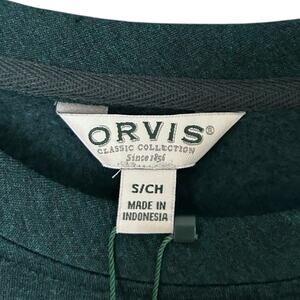 ORVIS®
CLASSIC COLLECTION
Since 1856
S/CH
MADE IN
INDONESIA